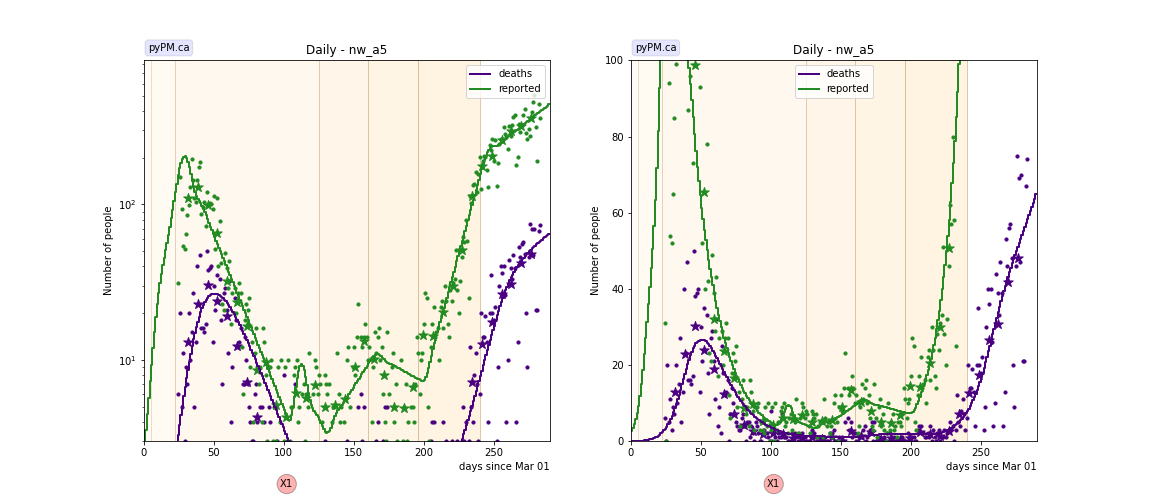 pyPM.ca
Daily - nw_a5
deaths
reported
Number of people
10²
10¹
0
50
100
150
200
250
days since Mar 01
X1
pyPM.ca
Daily - nw_a5
deaths
reported
Number of people
100
80
60
40
20
0
0
50
100
150
200
250
days since Mar 01
X1